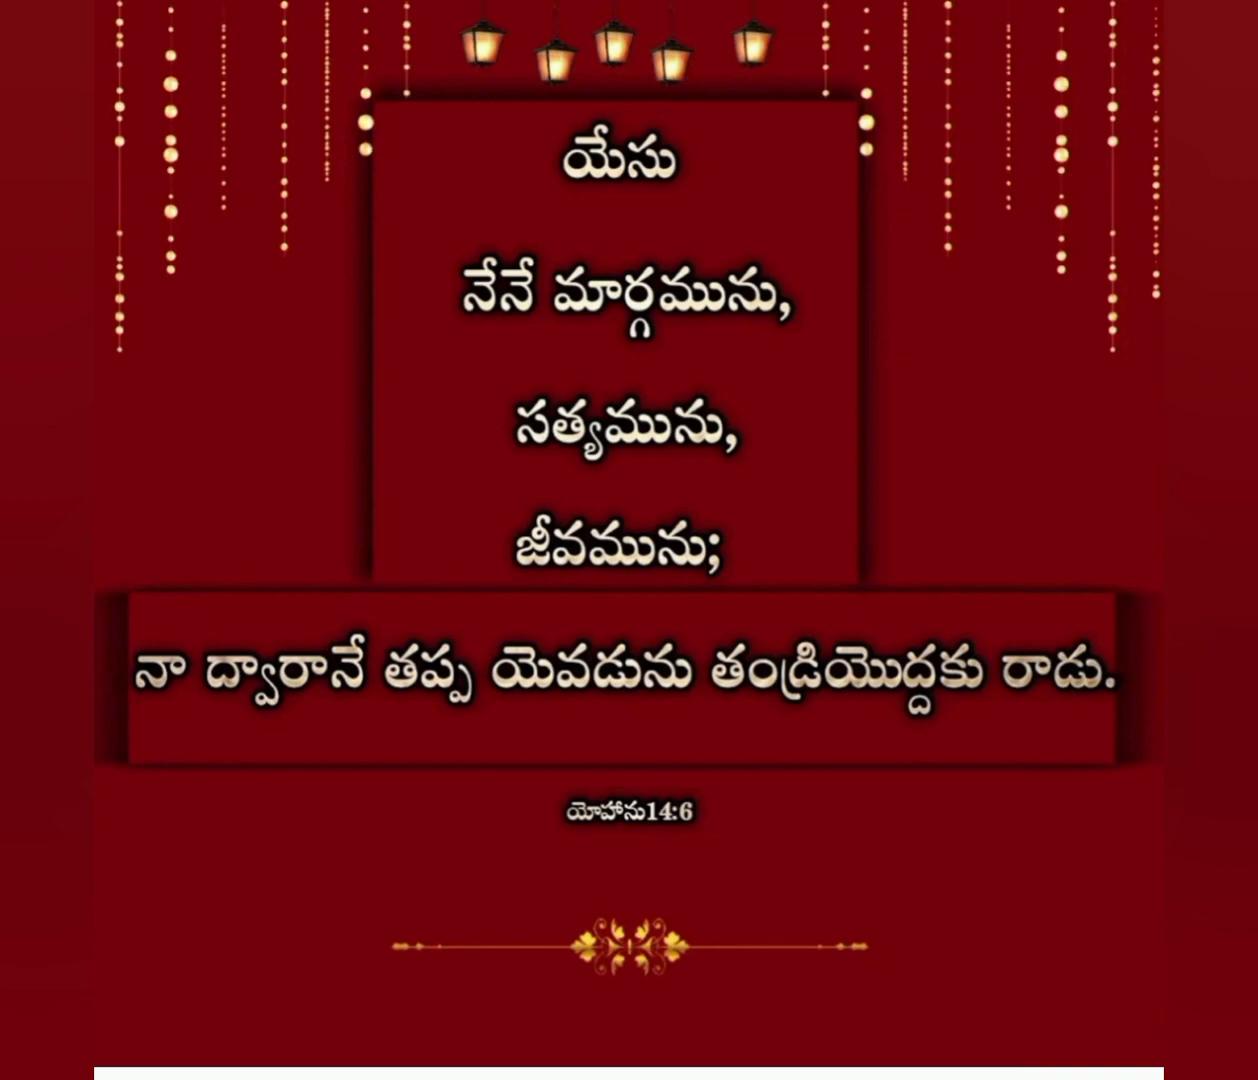 యేసు
నేనే మార్గమును,
సత్యమును,
జీవమును;
నా ద్వారానే తప్ప యెవడును తండ్రియొద్దకు రాడు.
యోహాను14:6